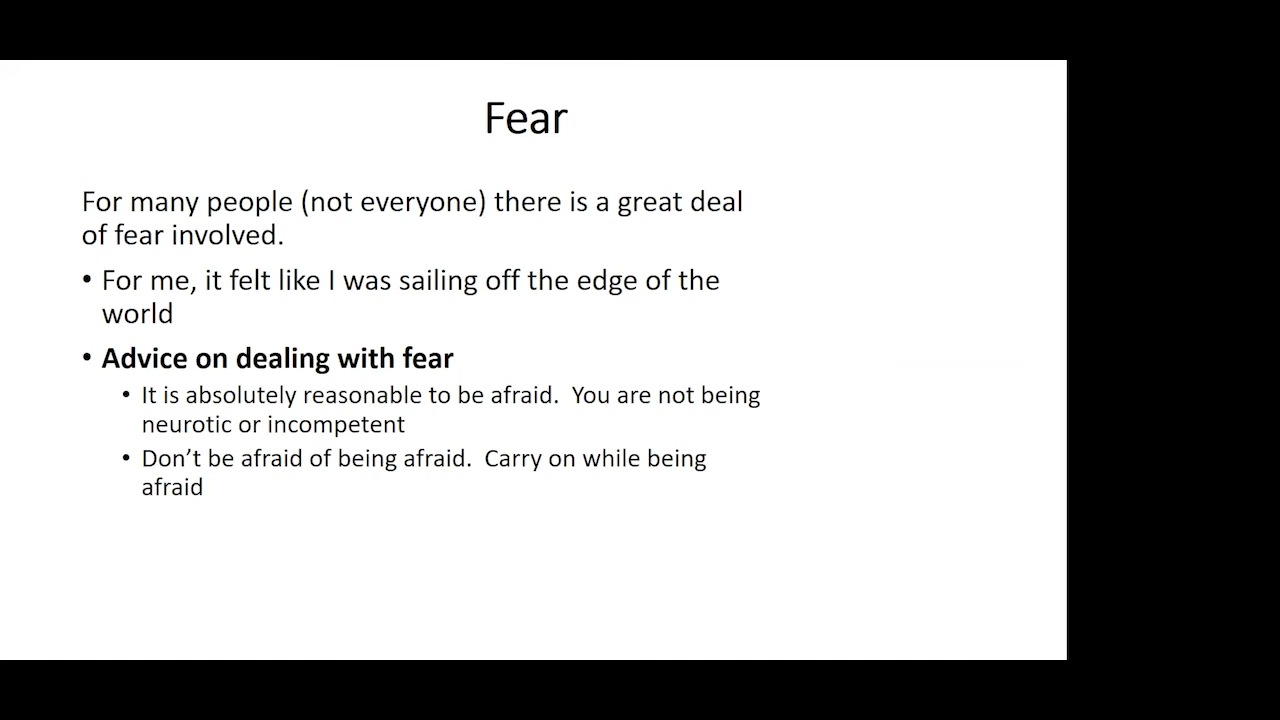 Fear
For many people (not everyone) there is a great deal
of fear involved.
• For me, it felt like I was sailing off the edge of the
world
• Advice on dealing with fear
• It is absolutely reasonable to be afraid.  You are not being
neurotic or incompetent
• Don’t be afraid of being afraid.  Carry on while being
afraid